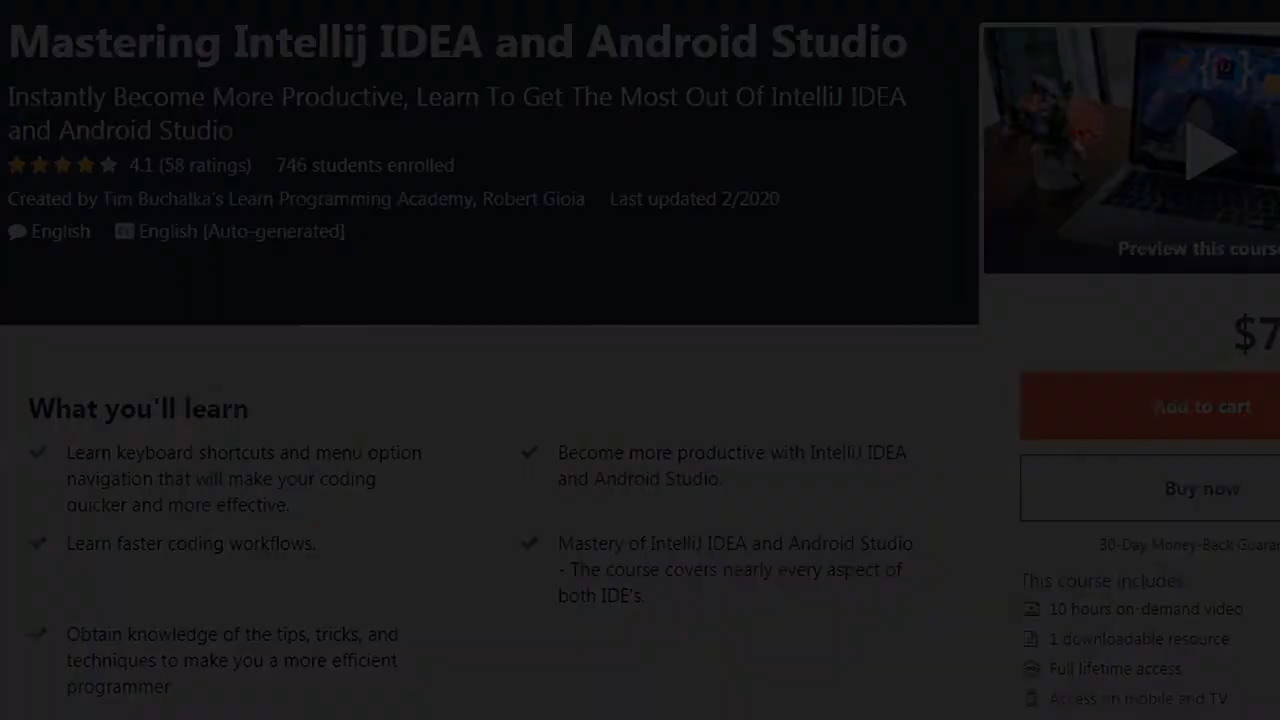 Mastering Intellij IDEA and Android Studio
Instantly Become More Productive, Learn To Get The Most Out Of IntelliJ IDEA
and Android Studio
4.1 (58 ratings) 746 students enrolled
Created by Tim Buchalka's Learn Programming Academy, Robert Gioia Last updated 2/2020
English English [Auto-generated]
Preview this cours
$7
Add to cart
Buy now
30-Day Money-Back Guara
This course includes
10 hours on-demand video
1 downloadable resource
Full lifetime access
Access on mobile and TV
What you'll learn
Learn keyboard shortcuts and menu option
navigation that will make your coding
quicker and more effective.
Become more productive with IntelliJ IDEA
and Android Studio.
Learn faster coding workflows.
Mastery of IntelliJ IDEA and Android Studio
- The course covers nearly every aspect of
both IDE's.
Obtain knowledge of the tips, tricks, and
techniques to make you a more efficient
programmer